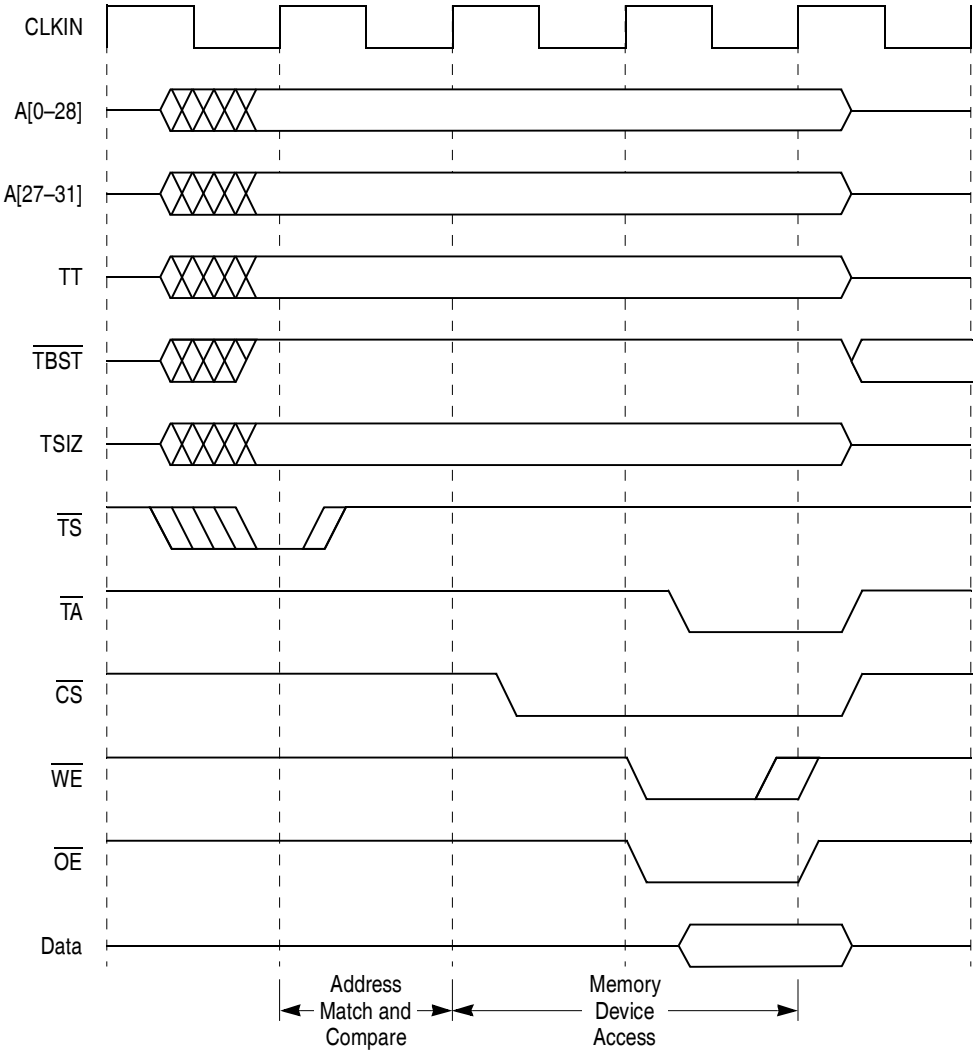 CLKIN
A[0–28]
A[27–31]
TT
TBST
TSIZ
TS
TA
CS
WE
OE
Data
Address
Match and
Compare
Memory
Device
Access